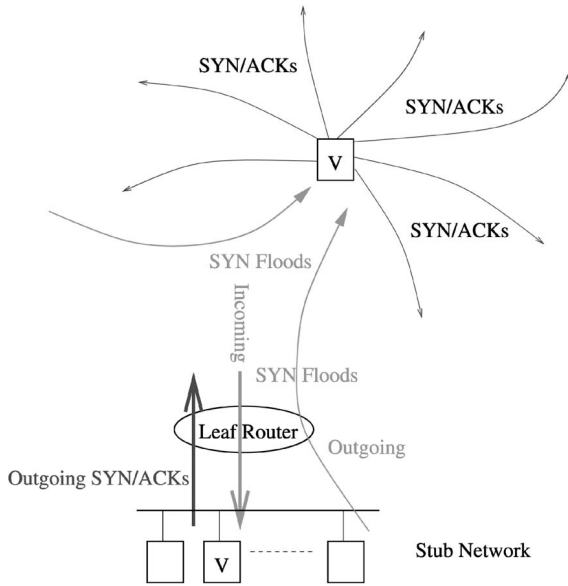 SYN/ACKs
SYN/ACKs
V
SYN/ACKs
SYN Floods
Incoming
SYN Floods
Leaf Router
Outgoing
Outgoing SYN/ACKs
V
Stub Network